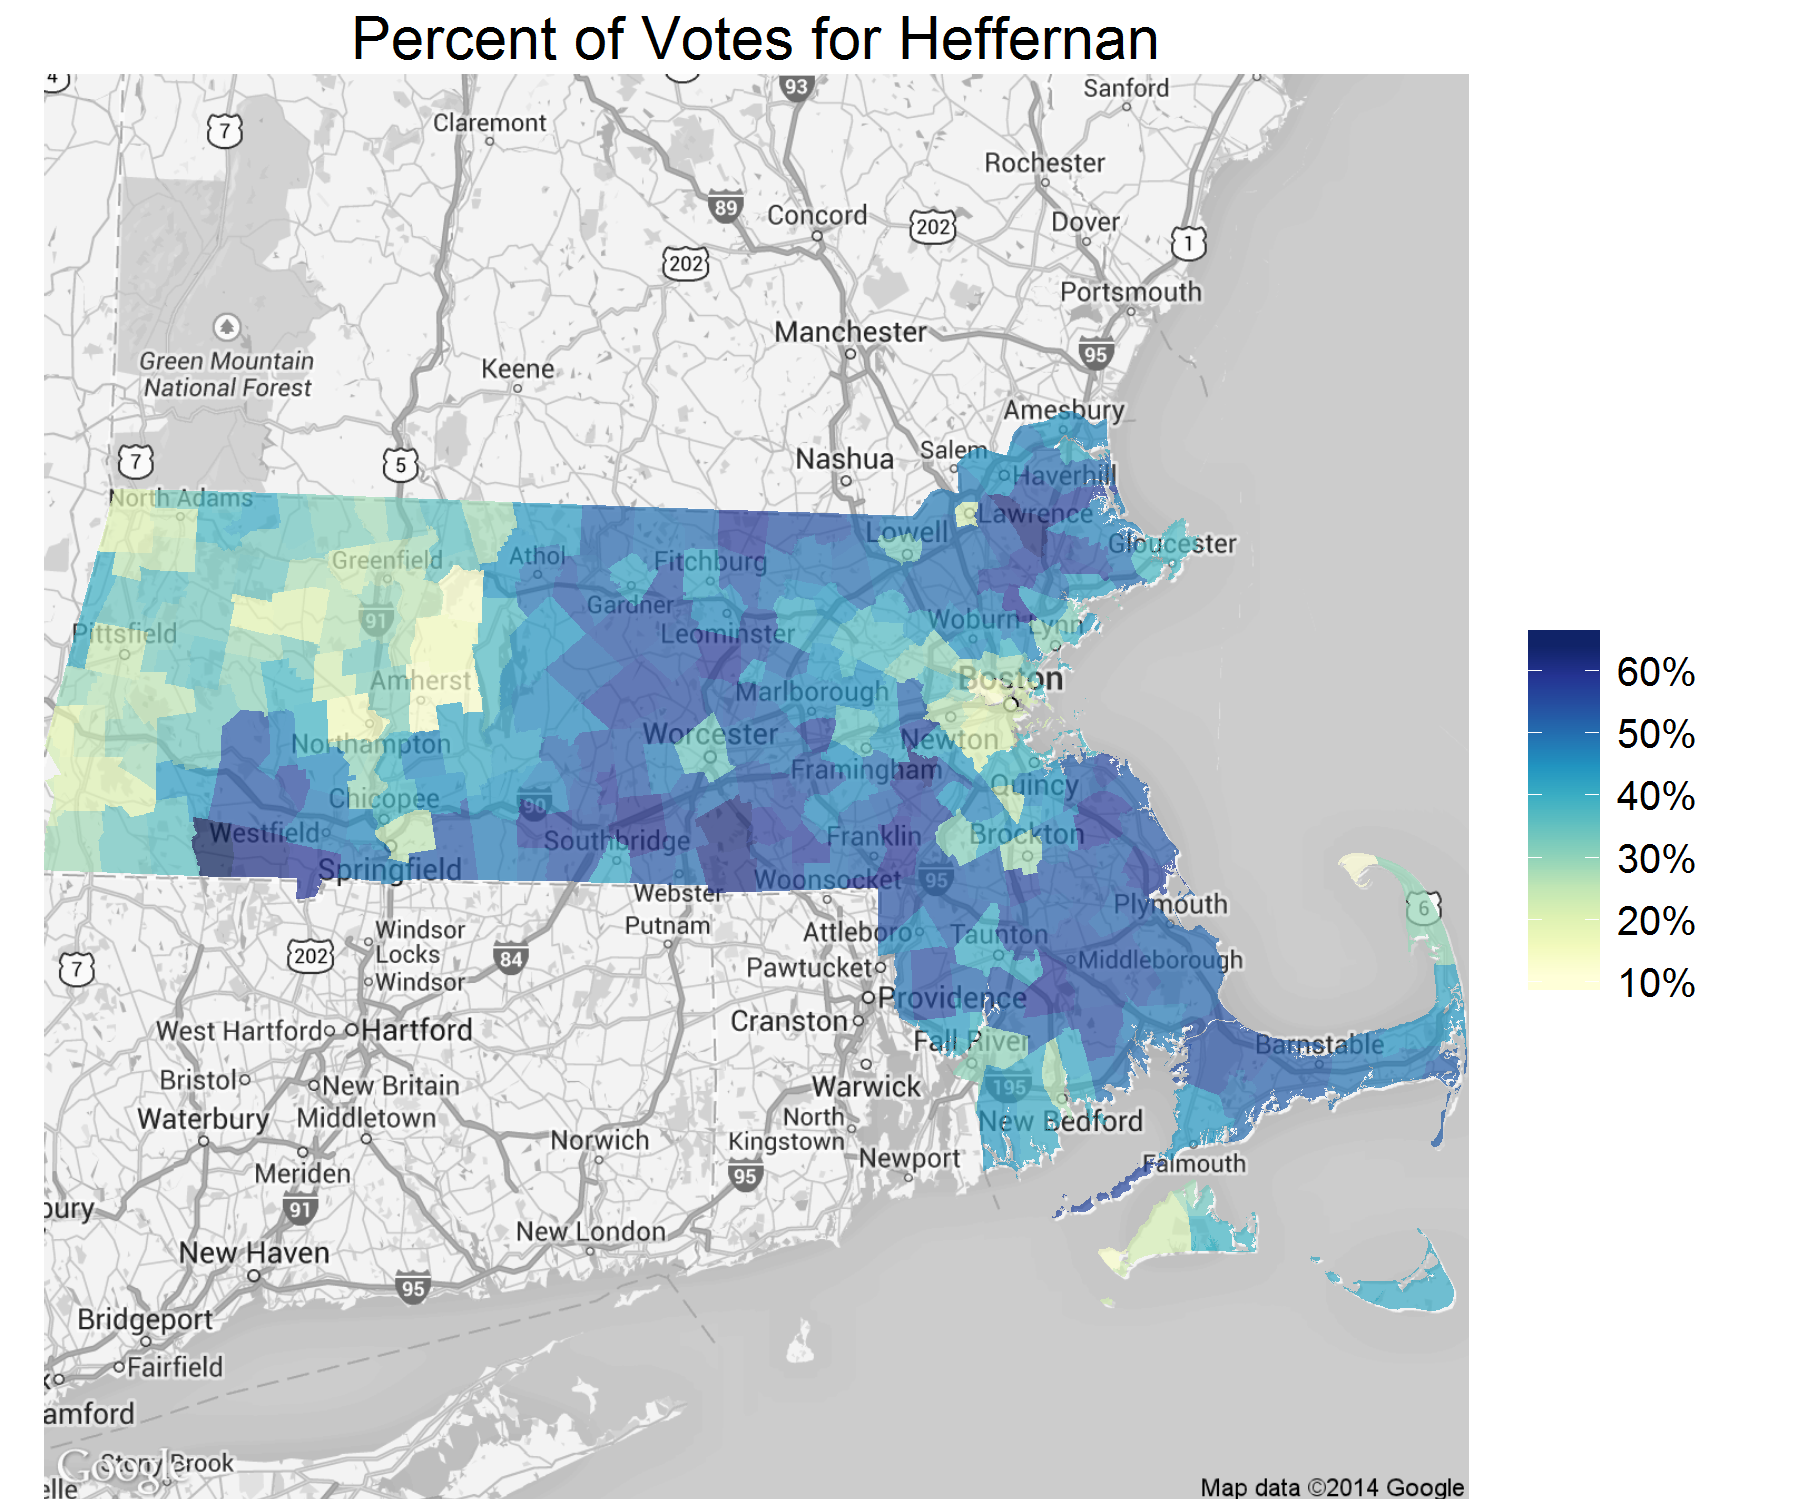 Percent of Votes for Heffernan
4
93
Sanford
7
Claremont
Rochester
89
Concord
202
Dover
1
202
Portsmouth
Manchester
95
Green Mountain
National Forest
Keene
Amesbury
7
5
Nashua
Salem
Haverhill
North Adams
Lawrence
Lowell
Gloucester
Greenfield
Athol
Fitchburg
91
Gardner
Woburn
Lynn
Pittsfield
Leominster
Amherst
Marlborough
Boston
Northampton
Worcester
Newton
Framingham
Quincy
Chicopee
90
Westfield
Southbridge
Franklin
Brockton
Springfield
Woonsocket
95
Webster
Plymouth
6
Windsor
Locks
Putnam
Attleboro
Taunton
202
84
7
Windsor
Pawtucket
Middleborough
Providence
West Hartford
Hartford
Cranston
Fall River
Barnstable
Bristol
New Britain
Warwick
195
Waterbury
Middletown
North
Kingstown
New Bedford
Norwich
Newport
Falmouth
Meriden
95
bury
91
New London
New Haven
95
Bridgeport
Fairfield
amford
Google
Stony Brook
elle
Map data ©2014 Google
60%
50%
40%
30%
20%
10%